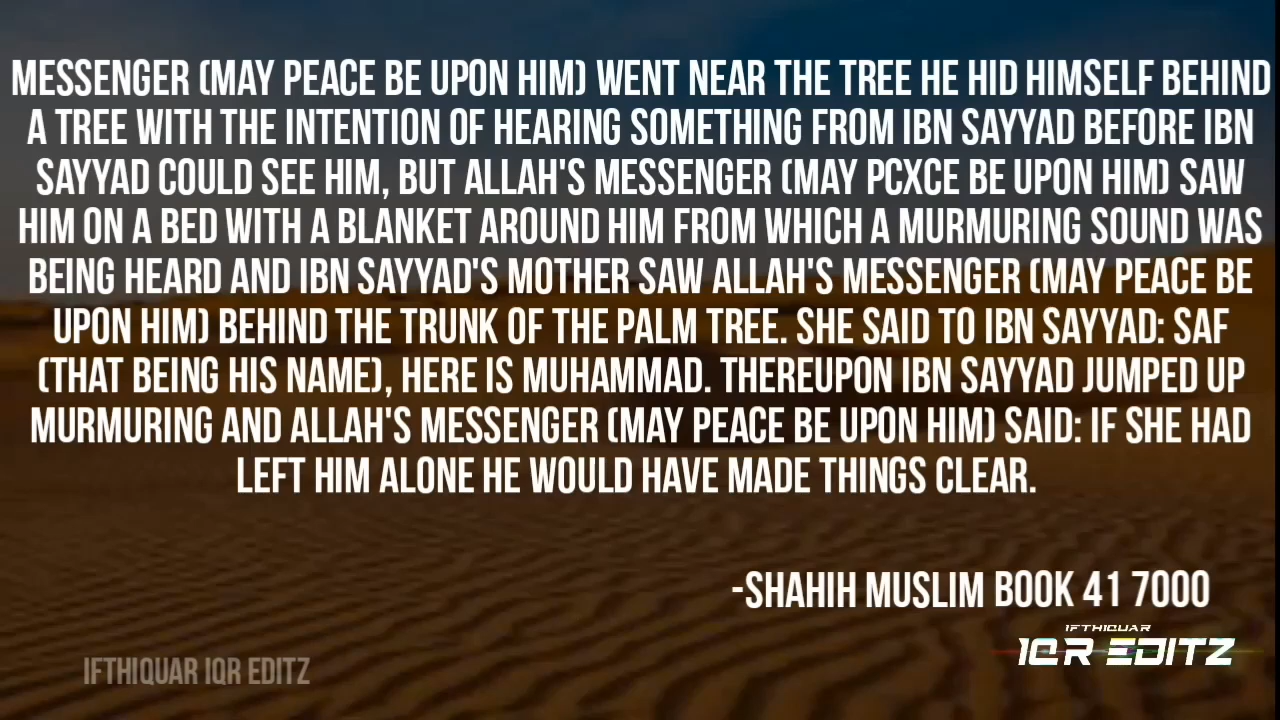 MESSENGER (MAY PEACE BE UPON HIM) WENT NEAR THE TREE HE HID HIMSELF BEHIND
A TREE WITH THE INTENTION OF HEARING SOMETHING FROM IBN SAYYAD BEFORE IBN
SAYYAD COULD SEE HIM, BUT ALLAH'S MESSENGER (MAY PCXCE BE UPON HIM) SAW
HIM ON A BED WITH A BLANKET AROUND HIM FROM WHICH A MURMURING SOUND WAS
BEING HEARD AND IBN SAYYAD'S MOTHER SAW ALLAH'S MESSENGER (MAY PEACE BE
UPON HIM) BEHIND THE TRUNK OF THE PALM TREE. SHE SAID TO IBN SAYYAD: SAF
(THAT BEING HIS NAME), HERE IS MUHAMMAD. THEREUPON IBN SAYYAD JUMPED UP
MURMURING AND ALLAH'S MESSENGER (MAY PEACE BE UPON HIM) SAID: IF SHE HAD
LEFT HIM ALONE HE WOULD HAVE MADE THINGS CLEAR.
-SHAHIH MUSLIM BOOK 41 7000
IFTHIQUAR
IQR EDITZ
IFTHIQUAR IQR EDITZ